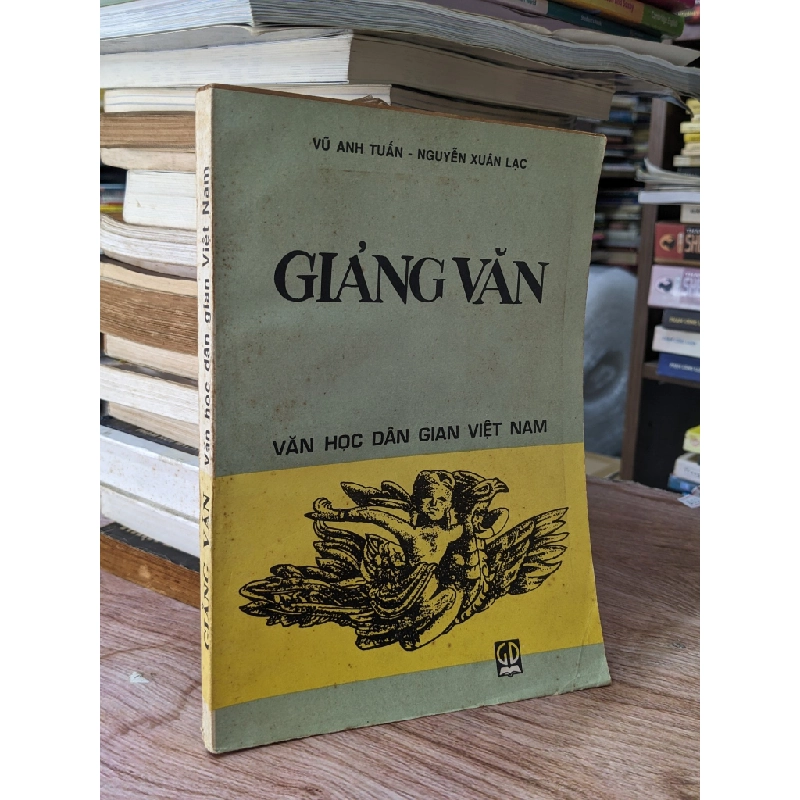 VŨ ANH TUẤN - NGUYỄN XUÂN LẠC
GIẢNG VĂN
VĂN HỌC DÂN GIAN VIỆT NAM
GD
GIẢNG VĂN văn học dân gian Việt Nam